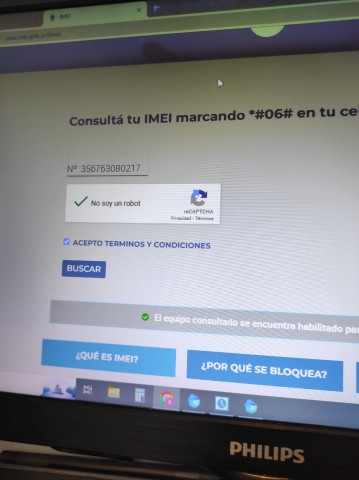 Consultá tu IMEI marcando *#06# en tu ce
Nº 356763080217
No soy un robot
reCAPTCHA
Privacidad - Términos
ACEPTO TERMINOS Y CONDICIONES
BUSCAR
El equipo consultado se encuentra habilitado pa
¿QUÉ ES IMEI?
¿POR QUÉ SE BLOQUEA?
PHILIPS